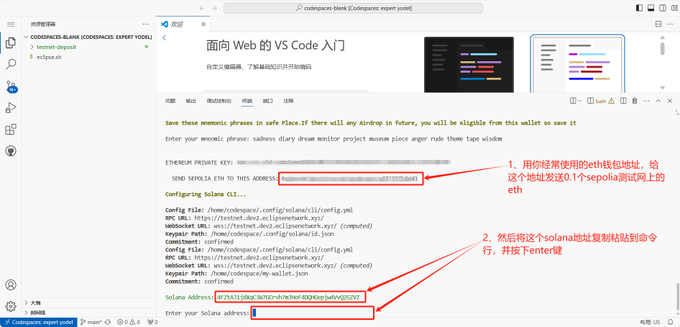 codespaces-blank [Codespaces: expert yodel]
资源管理器
CODESPACES-BLANK [CODESPACES: EXPERT YODEL]
testnet-deposit
eclipse.sh
欢迎
面向 Web 的 VS Code 入门
自定义编辑器、了解基础知识并开始编码
问题 输出 调试控制台 终端 端口 注释
bash
Save these mnemonic phrases in safe Place.If there will any Airdrop in future, you will be eligible from this wallet so save it
Enter your mneomic phrase: sadness diary dream monitor project museum piece anger rude theme tape wisdom
ETHEREUM PRIVATE KEY:
SEND SEPOLIA ETH TO THIS ADDRESS:
1、用你经常使用的eth钱包地址，给
这个地址发送0.1个sepolia测试网上的
eth
Configuring Solana CLI...
Config File: /home/codespace/.config/solana/cli/config.yml
RPC URL: https://testnet.dev2.eclipsenetwork.xyz/
WebSocket URL: wss://testnet.dev2.eclipsenetwork.xyz/ (computed)
Keypair Path: /home/codespace/.config/solana/id.json
Commitment: confirmed
Config File: /home/codespace/.config/solana/cli/config.yml
RPC URL: https://testnet.dev2.eclipsenetwork.xyz/
WebSocket URL: wss://testnet.dev2.eclipsenetwork.xyz/ (computed)
Keypair Path: /home/codespace/my-wallet.json
Commitment: confirmed
2、然后将这个solana地址复制粘贴到命令
行，并按下enter键
Solana Address:
Enter your Solana address:
大纲
时间线
Codespaces: expert yodel
main*
0 0
0
布局: US